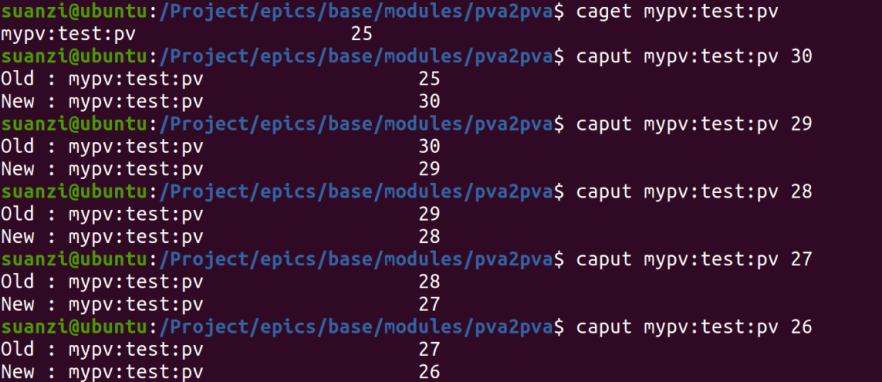 suanzi@ubuntu:/Project/epics/base/modules/pva2pva$ caget mypv:test:pv
mypv:test:pv                   25
suanzi@ubuntu:/Project/epics/base/modules/pva2pva$ caput mypv:test:pv 30
Old : mypv:test:pv                   25
New : mypv:test:pv                   30
suanzi@ubuntu:/Project/epics/base/modules/pva2pva$ caput mypv:test:pv 29
Old : mypv:test:pv                   30
New : mypv:test:pv                   29
suanzi@ubuntu:/Project/epics/base/modules/pva2pva$ caput mypv:test:pv 28
Old : mypv:test:pv                   29
New : mypv:test:pv                   28
suanzi@ubuntu:/Project/epics/base/modules/pva2pva$ caput mypv:test:pv 27
Old : mypv:test:pv                   28
New : mypv:test:pv                   27
suanzi@ubuntu:/Project/epics/base/modules/pva2pva$ caput mypv:test:pv 26
Old : mypv:test:pv                   27
New : mypv:test:pv                   26